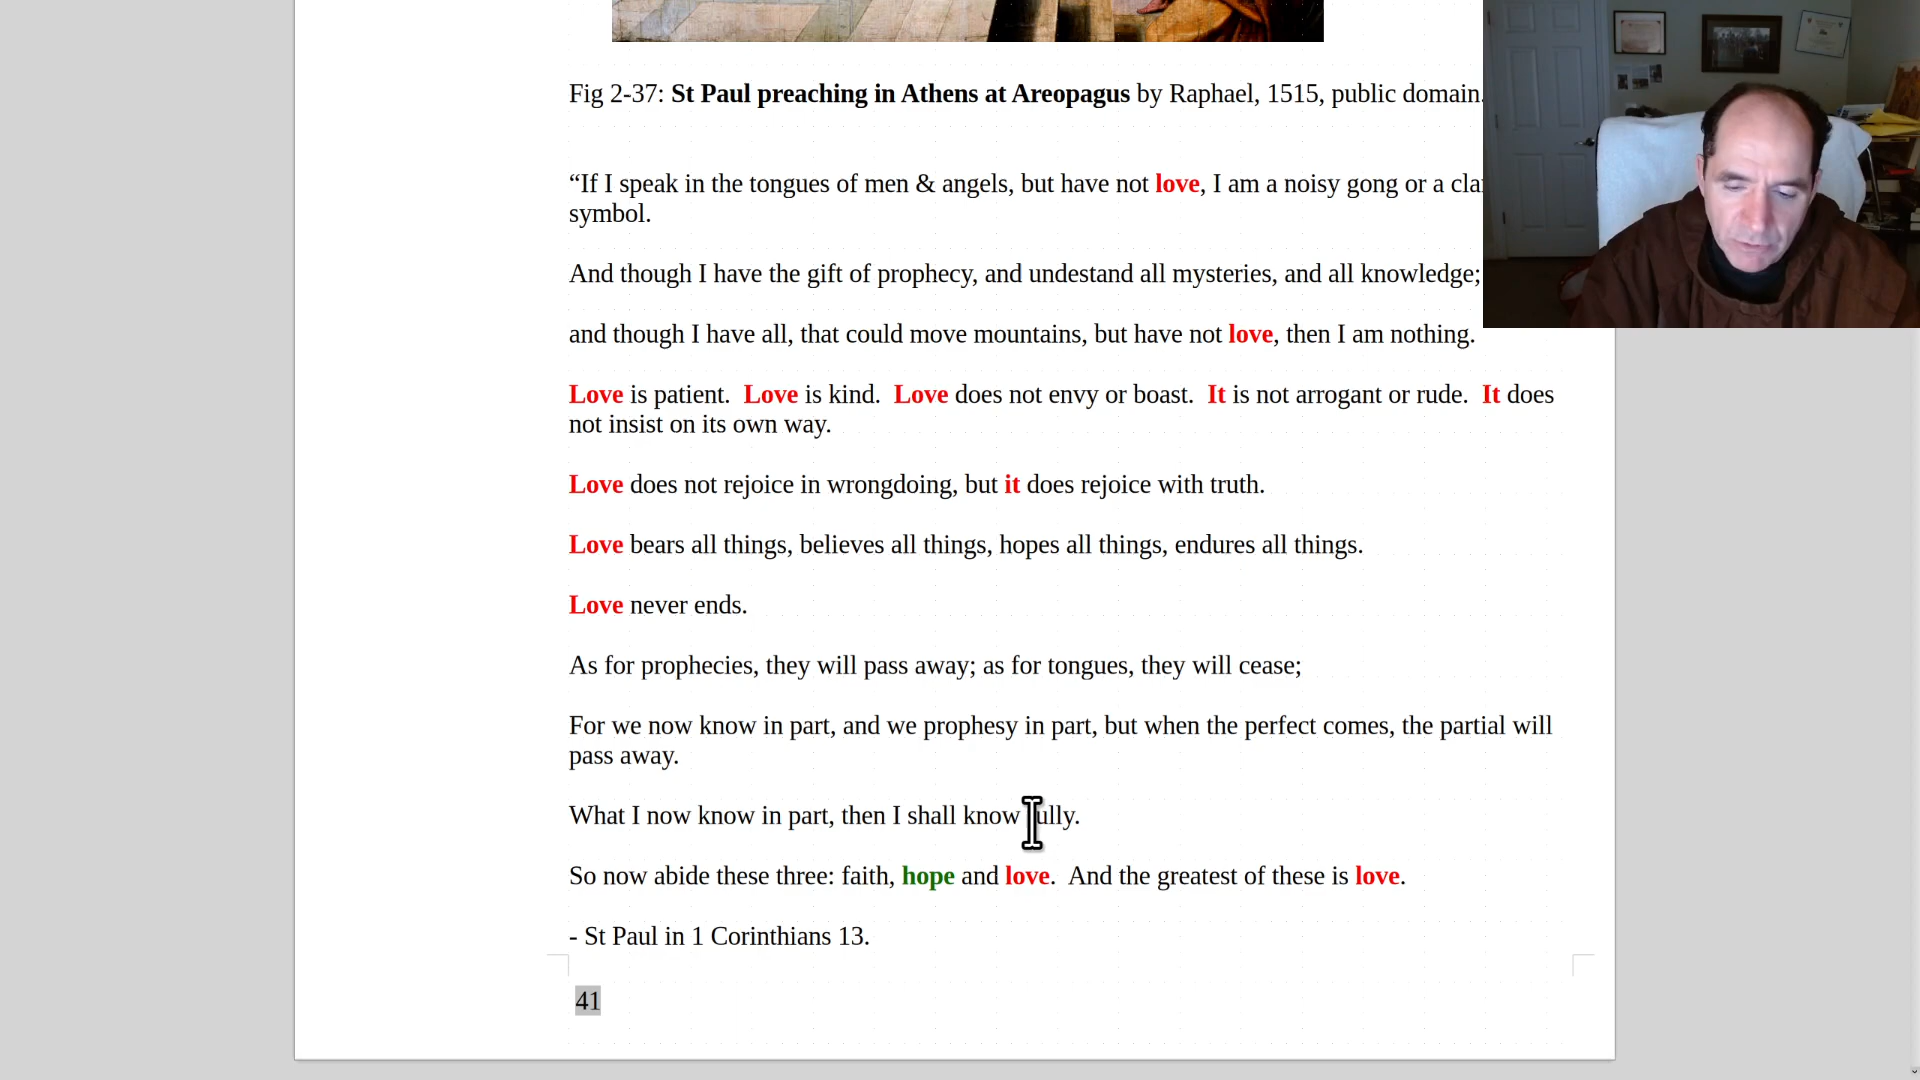 Fig 2-37: St Paul preaching in Athens at Areopagus by Raphael, 1515, public domain.
“If I speak in the tongues of men & angels, but have not love, I am a noisy gong or a
symbol.
And though I have the gift of prophecy, and undestand all mysteries, and all knowledge;
and though I have all, that could move mountains, but have not love, then I am nothing.
Love is patient. Love is kind. Love does not envy or boast. It is not arrogant or rude. It does
not insist on its own way.
Love does not rejoice in wrongdoing, but it does rejoice with truth.
Love bears all things, believes all things, hopes all things, endures all things.
Love never ends.
As for prophecies, they will pass away; as for tongues, they will cease;
For we now know in part, and we prophesy in part, but when the perfect comes, the partial will
pass away.
What I now know in part, then I shall know fully.
So now abide these three: faith, hope and love. And the greatest of these is love.
- St Paul in 1 Corinthians 13.
41